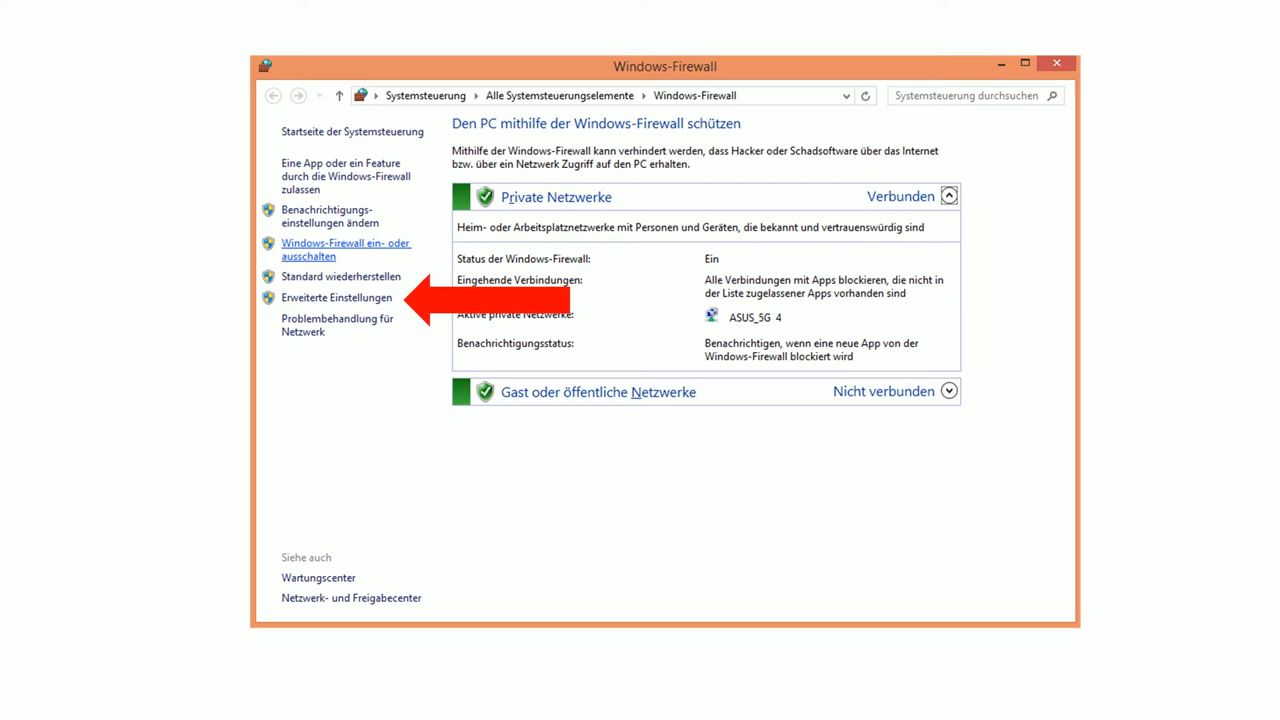 Windows-Firewall
Systemsteuerung
Alle Systemsteuerungselemente
Windows-Firewall
Systemsteuerung durchsuchen
Startseite der Systemsteuerung
Eine App oder ein Feature
durch die Windows-Firewall
zulassen
Benachrichtigungs-
einstellungen ändern
Windows-Firewall ein- oder
ausschalten
Standard wiederherstellen
Erweiterte Einstellungen
Problembehandlung für
Netzwerk
Den PC mithilfe der Windows-Firewall schützen
Mithilfe der Windows-Firewall kann verhindert werden, dass Hacker oder Schadsoftware über das Internet
bzw. über ein Netzwerk Zugriff auf den PC erhalten.
Private Netzwerke Verbunden
Heim- oder Arbeitsplatznetzwerke mit Personen und Geräten, die bekannt und vertrauenswürdig sind
Status der Windows-Firewall: Ein
Eingehende Verbindungen: Alle Verbindungen mit Apps blockieren, die nicht in
der Liste zugelassener Apps vorhanden sind
Aktive private Netzwerke: ASUS_5G 4
Benachrichtigungsstatus: Benachrichtigen, wenn eine neue App von der
Windows-Firewall blockiert wird
Gast oder öffentliche Netzwerke Nicht verbunden
Siehe auch
Wartungscenter
Netzwerk- und Freigabecenter